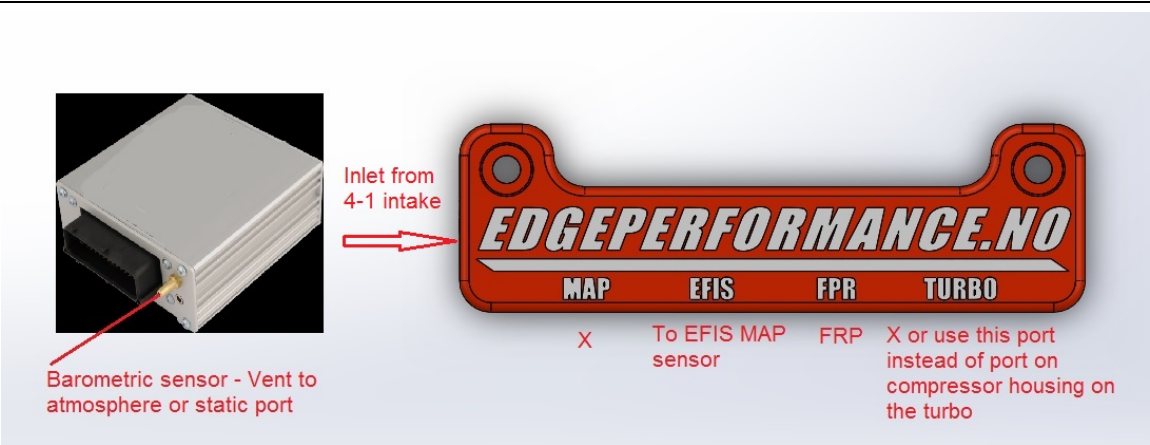 Inlet from
4-1 intake
EDGEPERFORMANCE.NO
MAP EFIS FPR TURBO
X
To EFIS MAP
sensor
FRP
X or use this port
instead of port on
compressor housing on
the turbo
Barometric sensor - Vent to
atmosphere or static port